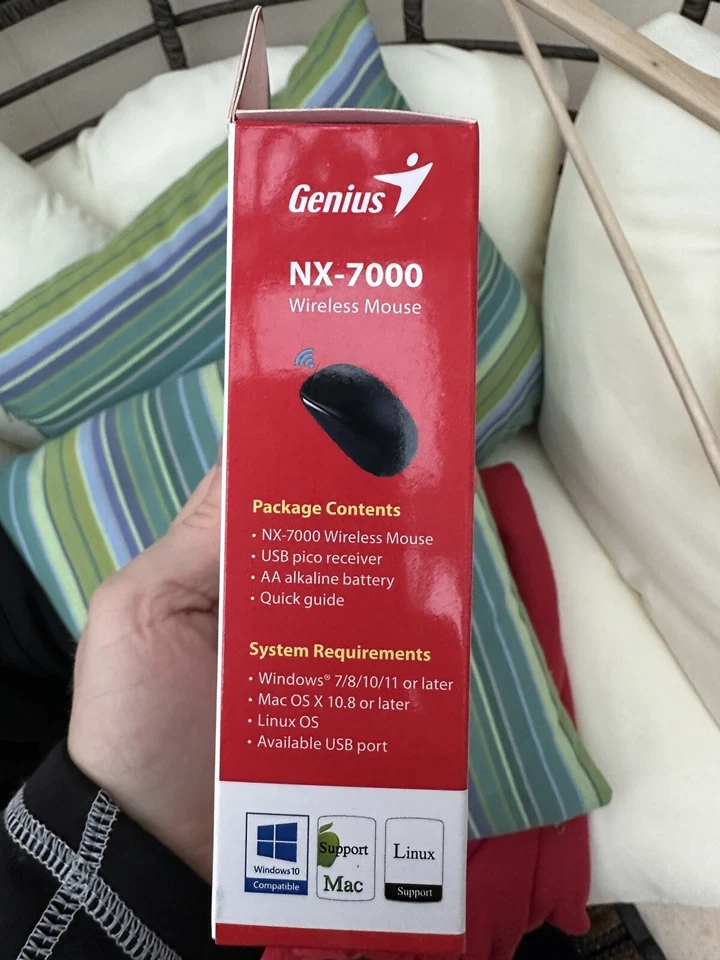 Genius
NX-7000
Wireless Mouse
Package Contents
• NX-7000 Wireless Mouse
• USB pico receiver
• AA alkaline battery
• Quick guide
System Requirements
• Windows® 7/8/10/11 or later
• Mac OS X 10.8 or later
• Linux OS
• Available USB port
Windows 10
Compatible
Support
Mac
Linux
Support